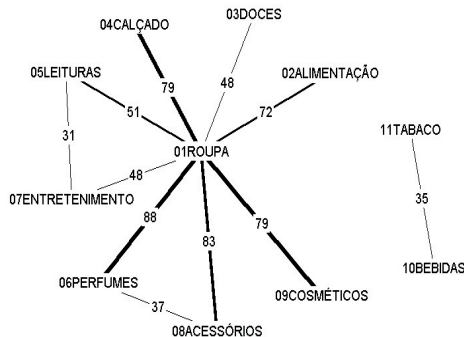 03DOCES
04CALÇADO
05LEITURAS
02ALIMENTAÇÃO
79
48
51
72
11TABACO
31
01ROUPA
48
07ENTRETENIMENTO
35
88
79
83
10BEBIDAS
06PERFUMES
09COSMÉTICOS
37
08ACESSÓRIOS